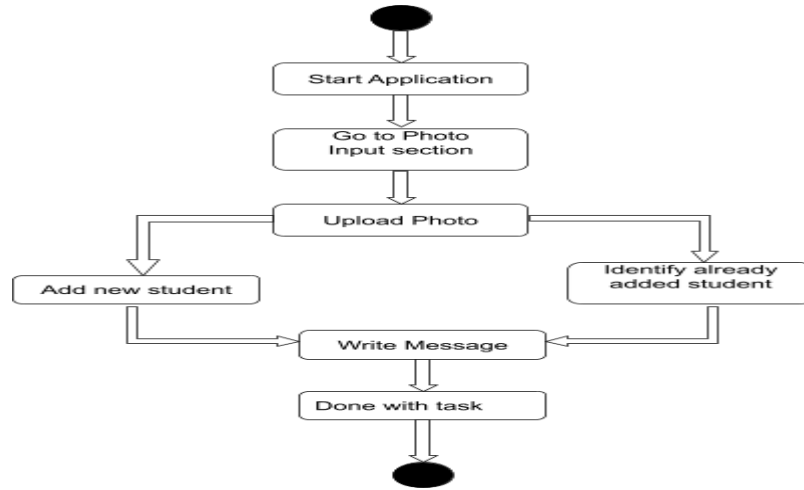 Start Application
Go to Photo
Input section
Upload Photo
Add new student
Identify already
added student
Write Message
Done with task